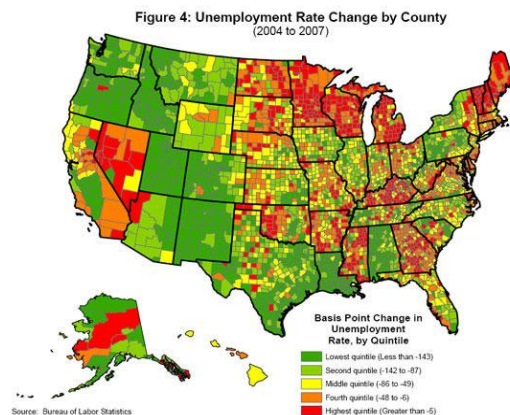 Figure 4: Unemployment Rate Change by County
(2004 to 2007)
Basis Point Change in
Unemployment
Rate, by Quintile
Lowest quintile (Less than -143)
Second quintile (-142 to -87)
Middle quintile (-86 to -49)
Fourth quintile (-48 to -6)
Highest quintile (Greater than -5)
Source: Bureau of Labor Statistics